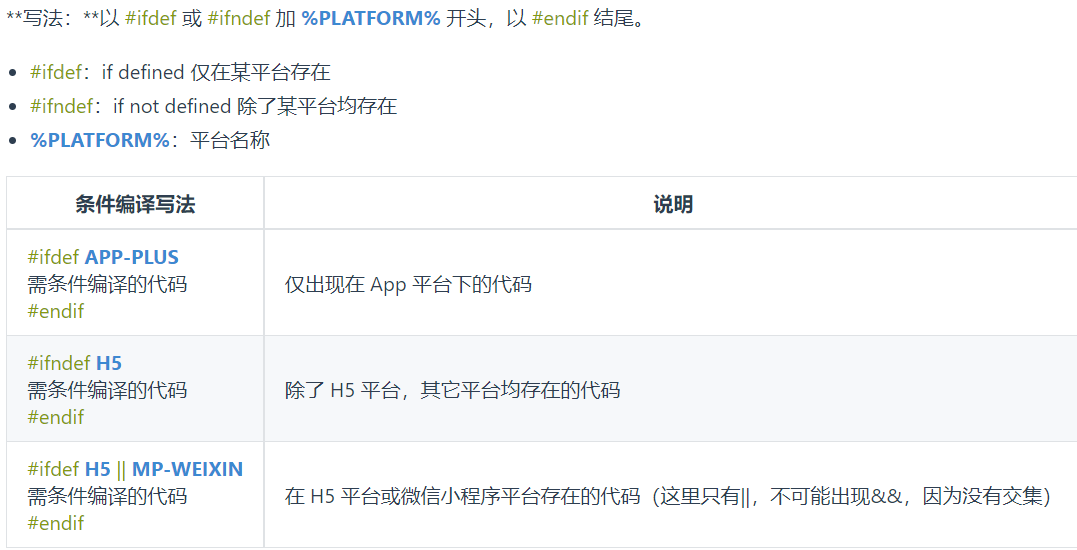 **写法：**以 #ifdef 或 #ifndef 加 %PLATFORM% 开头，以 #endif 结尾。
#ifdef：if defined 仅在某平台存在
#ifndef：if not defined 除了某平台均存在
%PLATFORM%：平台名称
条件编译写法 说明
#ifdef APP-PLUS
需条件编译的代码
#endif
仅出现在 App 平台下的代码
#ifndef H5
需条件编译的代码
#endif
除了 H5 平台，其它平台均存在的代码
#ifdef H5 || MP-WEIXIN
需条件编译的代码
#endif
在 H5 平台或微信小程序平台存在的代码（这里只有||，不可能出现&&，因为没有交集）